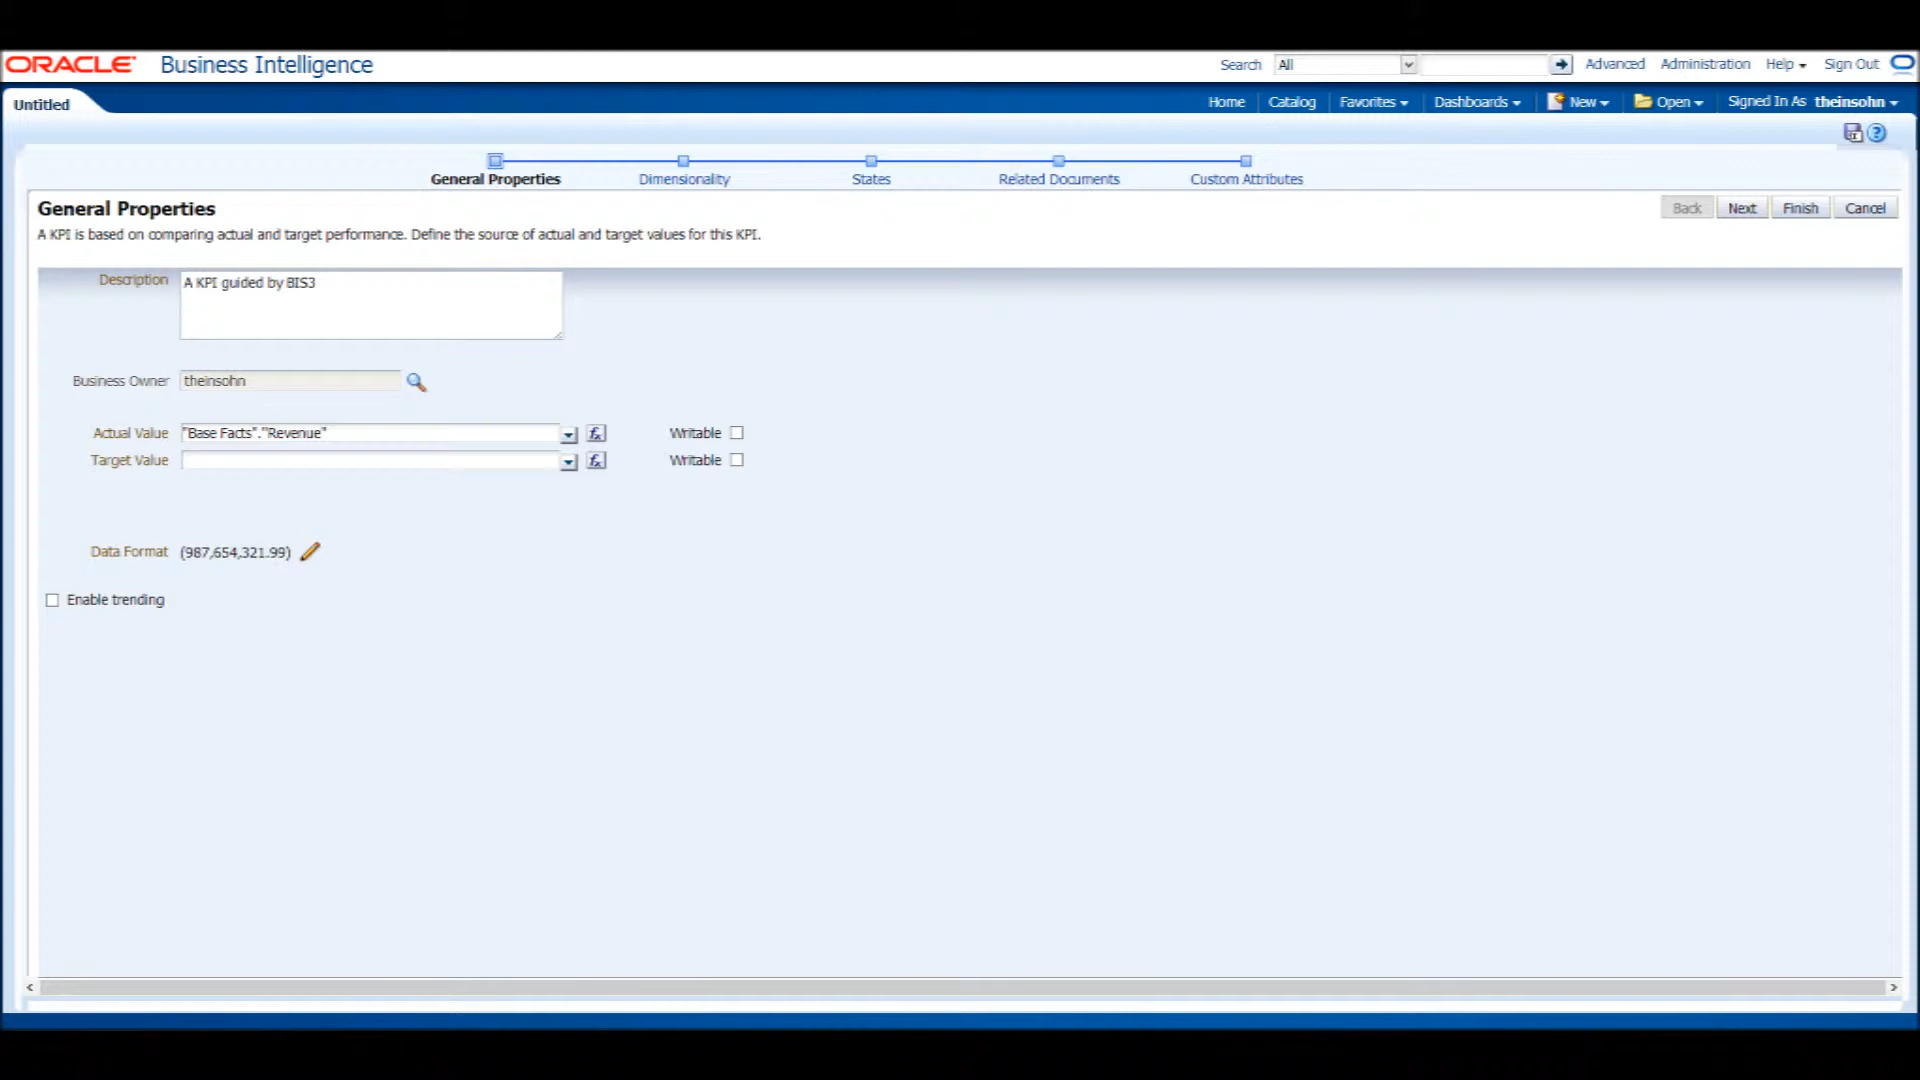 ORACLE Business Intelligence
Search All Advanced Administration Help Sign Out
Untitled
Home Catalog Favorites Dashboards New Open Signed In As theinsohn
General Properties Dimensionality States Related Documents Custom Attributes
General Properties
Back Next Finish Cancel
A KPI is based on comparing actual and target performance. Define the source of actual and target values for this KPI.
Description A KPI guided by BIS3
Business Owner theinsohn
Actual Value "Base Facts"."Revenue" fx Writable
Target Value fx Writable
Data Format (987,654,321.99)
Enable trending